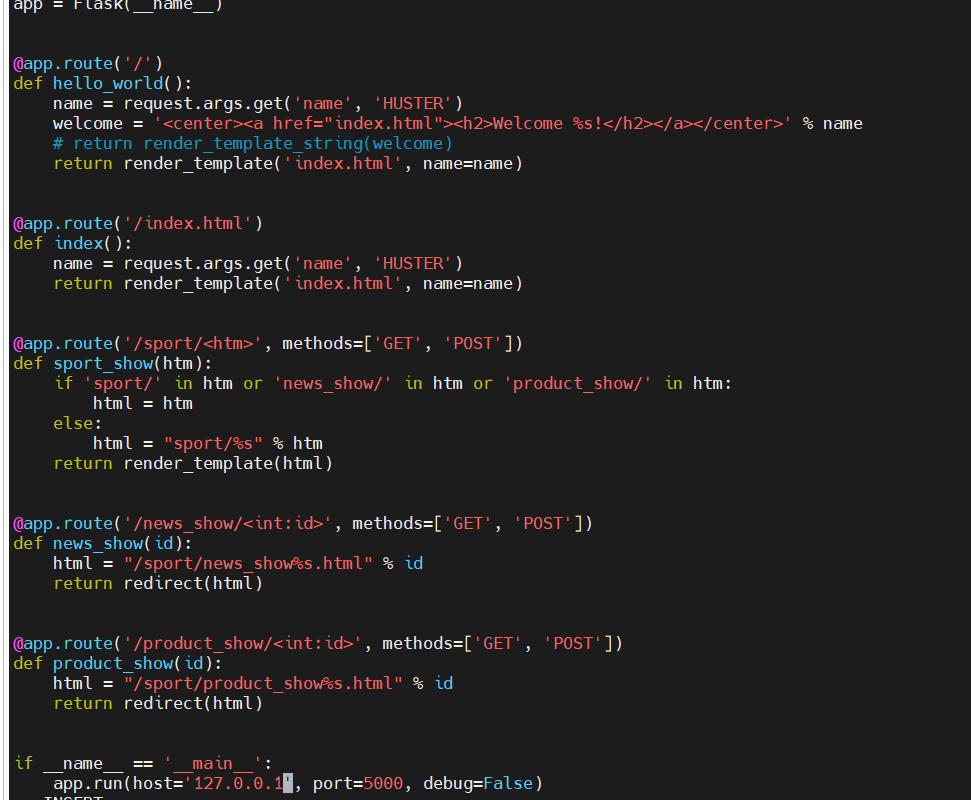 app = Flask(__name__)
@app.route('/')
def hello_world():
    name = request.args.get('name', 'HUSTER')
    welcome = '<center><a href="index.html"><h2>Welcome %s!</h2></a></center>' % name
    # return render_template_string(welcome)
    return render_template('index.html', name=name)
@app.route('/index.html')
def index():
    name = request.args.get('name', 'HUSTER')
    return render_template('index.html', name=name)
@app.route('/sport/<htm>', methods=['GET', 'POST'])
def sport_show(htm):
    if 'sport/' in htm or 'news_show/' in htm or 'product_show/' in htm:
        html = htm
    else:
        html = "sport/%s" % htm
    return render_template(html)
@app.route('/news_show/<int:id>', methods=['GET', 'POST'])
def news_show(id):
    html = "/sport/news_show%s.html" % id
    return redirect(html)
@app.route('/product_show/<int:id>', methods=['GET', 'POST'])
def product_show(id):
    html = "/sport/product_show%s.html" % id
    return redirect(html)
if __name__ == '__main__':
    app.run(host='127.0.0.1', port=5000, debug=False)
-- INSERT --